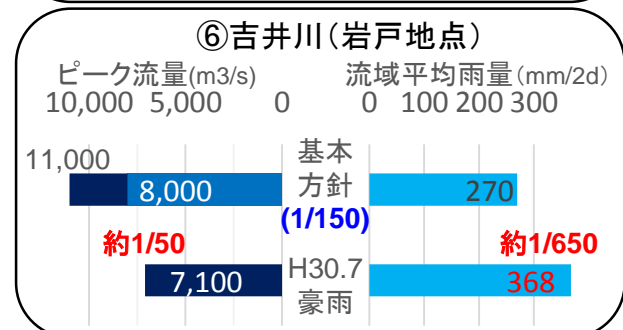 ⑥吉井川（岩戸地点）
ピーク流量(m3/s) 流域平均雨量（mm/2d）
10,000 5,000 0 0 100 200 300
11,000
8,000 基本方針 270
(1/150)
約1/50 約1/650
7,100 H30.7豪雨 368